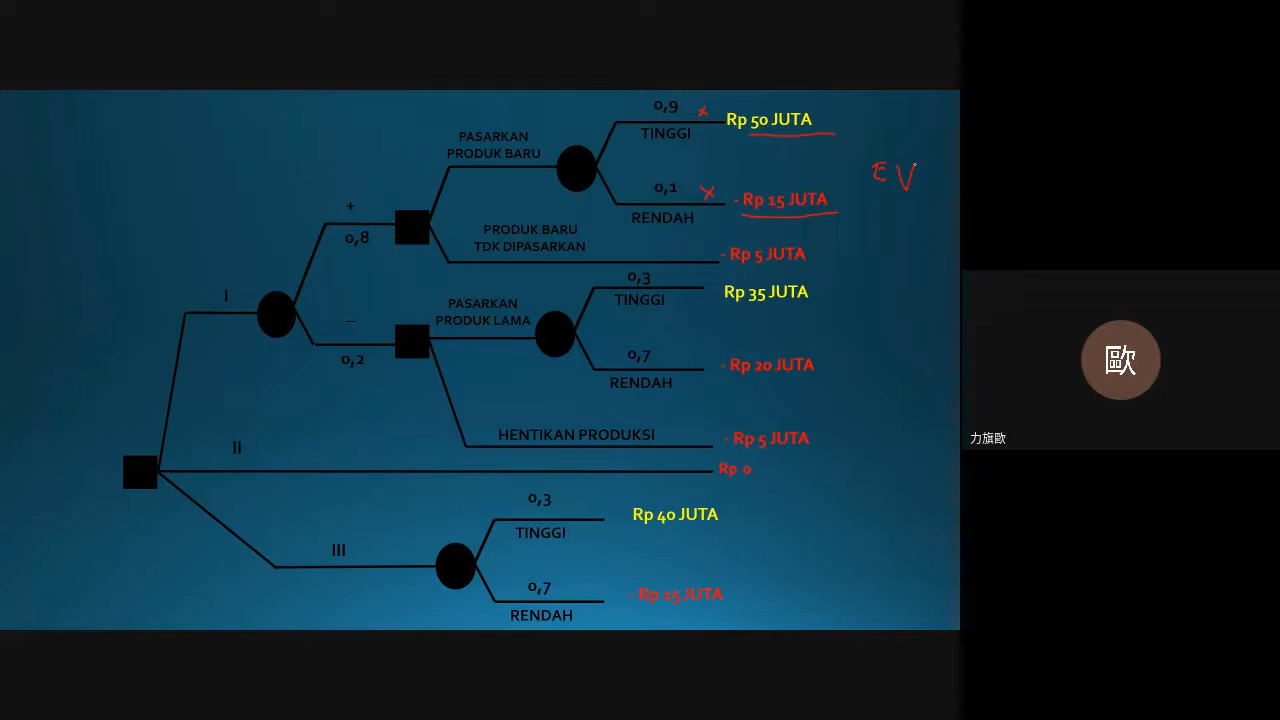 0,9
x
Rp 50 JUTA
TINGGI
PASARKAN
PRODUK BARU
E V
0,1
x
- Rp 15 JUTA
RENDAH
+
0,8
PRODUK BARU
TDK DIPASARKAN
- Rp 5 JUTA
0,3
TINGGI
Rp 35 JUTA
I
PASARKAN
PRODUK LAMA
-
0,2
0,7
- Rp 20 JUTA
RENDAH
歐
HENTIKAN PRODUKSI
- Rp 5 JUTA
力旗歐
II
Rp 0
0,3
Rp 40 JUTA
TINGGI
III
0,7
- Rp 25 JUTA
RENDAH